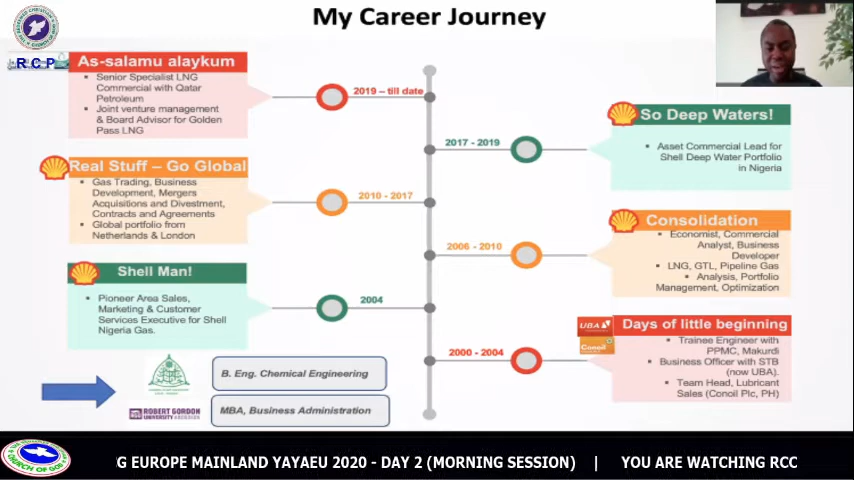 My Career Journey
R C P
As-salamu alaykum
Senior Specialist LNG
Commercial with Qatar
Petroleum
Joint venture management
& Board Advisor for Golden
Pass LNG
2019 – till date
So Deep Waters!
Asset Commercial Lead for
Shell Deep Water Portfolio
in Nigeria
2017 - 2019
Real Stuff – Go Global
Gas Trading, Business
Development, Mergers
Acquisitions and Divestment,
Contracts and Agreements
Global portfolio from
Netherlands & London
2010 - 2017
Consolidation
Economist, Commercial
Analyst, Business
Developer
LNG, GTL, Pipeline Gas
Analysis, Portfolio
Management, Optimization
2006 - 2010
Shell Man!
Pioneer Area Sales,
Marketing & Customer
Services Executive for Shell
Nigeria Gas.
2004
UBA
Conoil
Days of little beginning
Trainee Engineer with
PPMC, Makurdi
Business Officer with STB
(now UBA).
Team Head, Lubricant
Sales (Conoil Plc, PH)
2000 - 2004
B. Eng. Chemical Engineering
ROBERT GORDON
UNIVERSITY ABERDEEN
MBA, Business Administration
G EUROPE MAINLAND YAYAEU 2020 - DAY 2 (MORNING SESSION) | YOU ARE WATCHING RCC